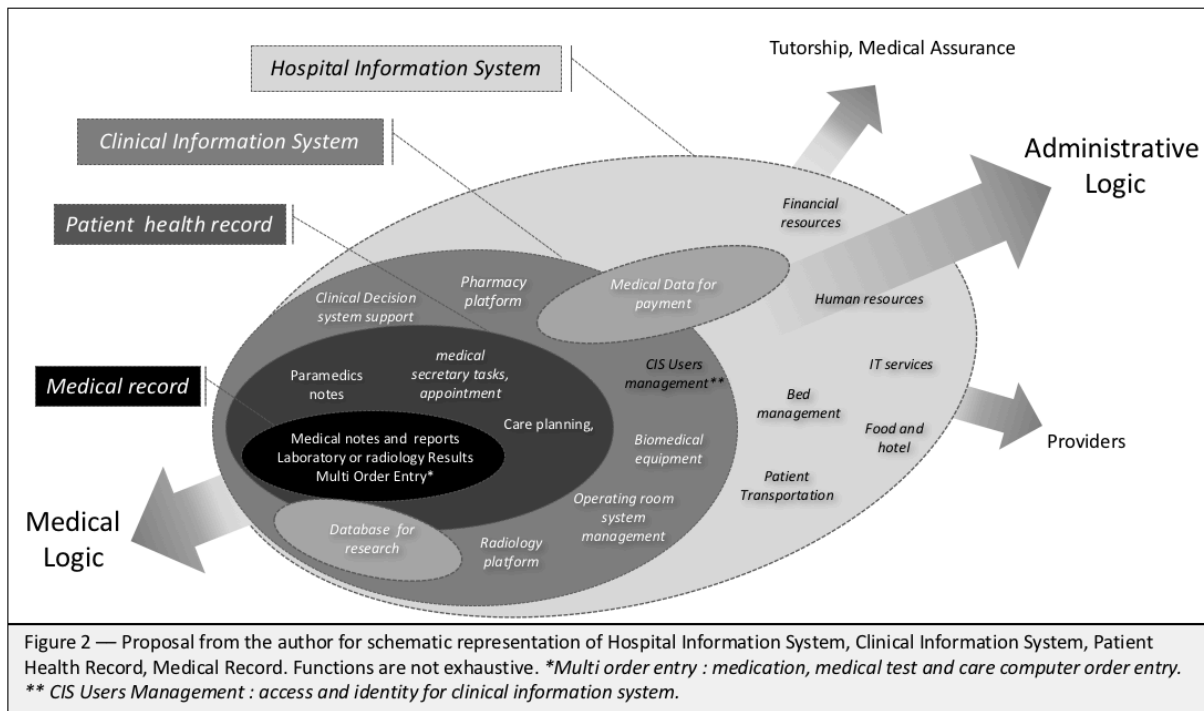 Hospital Information System
Tutorship, Medical Assurance
Clinical Information System
Administrative
Logic
Patient health record
Financial
resources
Pharmacy
platform
Medical Data for
payment
Clinical Decision
system support
Human resources
Medical record
Paramedics
notes
medical
secretary tasks,
appointment
CIS Users
management**
IT services
Bed
management
Care planning,
Food and
hotel
Providers
Medical notes and reports
Laboratory or radiology Results
Multi Order Entry*
Biomedical
equipment
Patient
Transportation
Operating room
system
management
Medical
Logic
Database for
research
Radiology
platform
Figure 2 — Proposal from the author for schematic representation of Hospital Information System, Clinical Information System, Patient
Health Record, Medical Record. Functions are not exhaustive. *Multi order entry : medication, medical test and care computer order entry.
** CIS Users Management : access and identity for clinical information system.